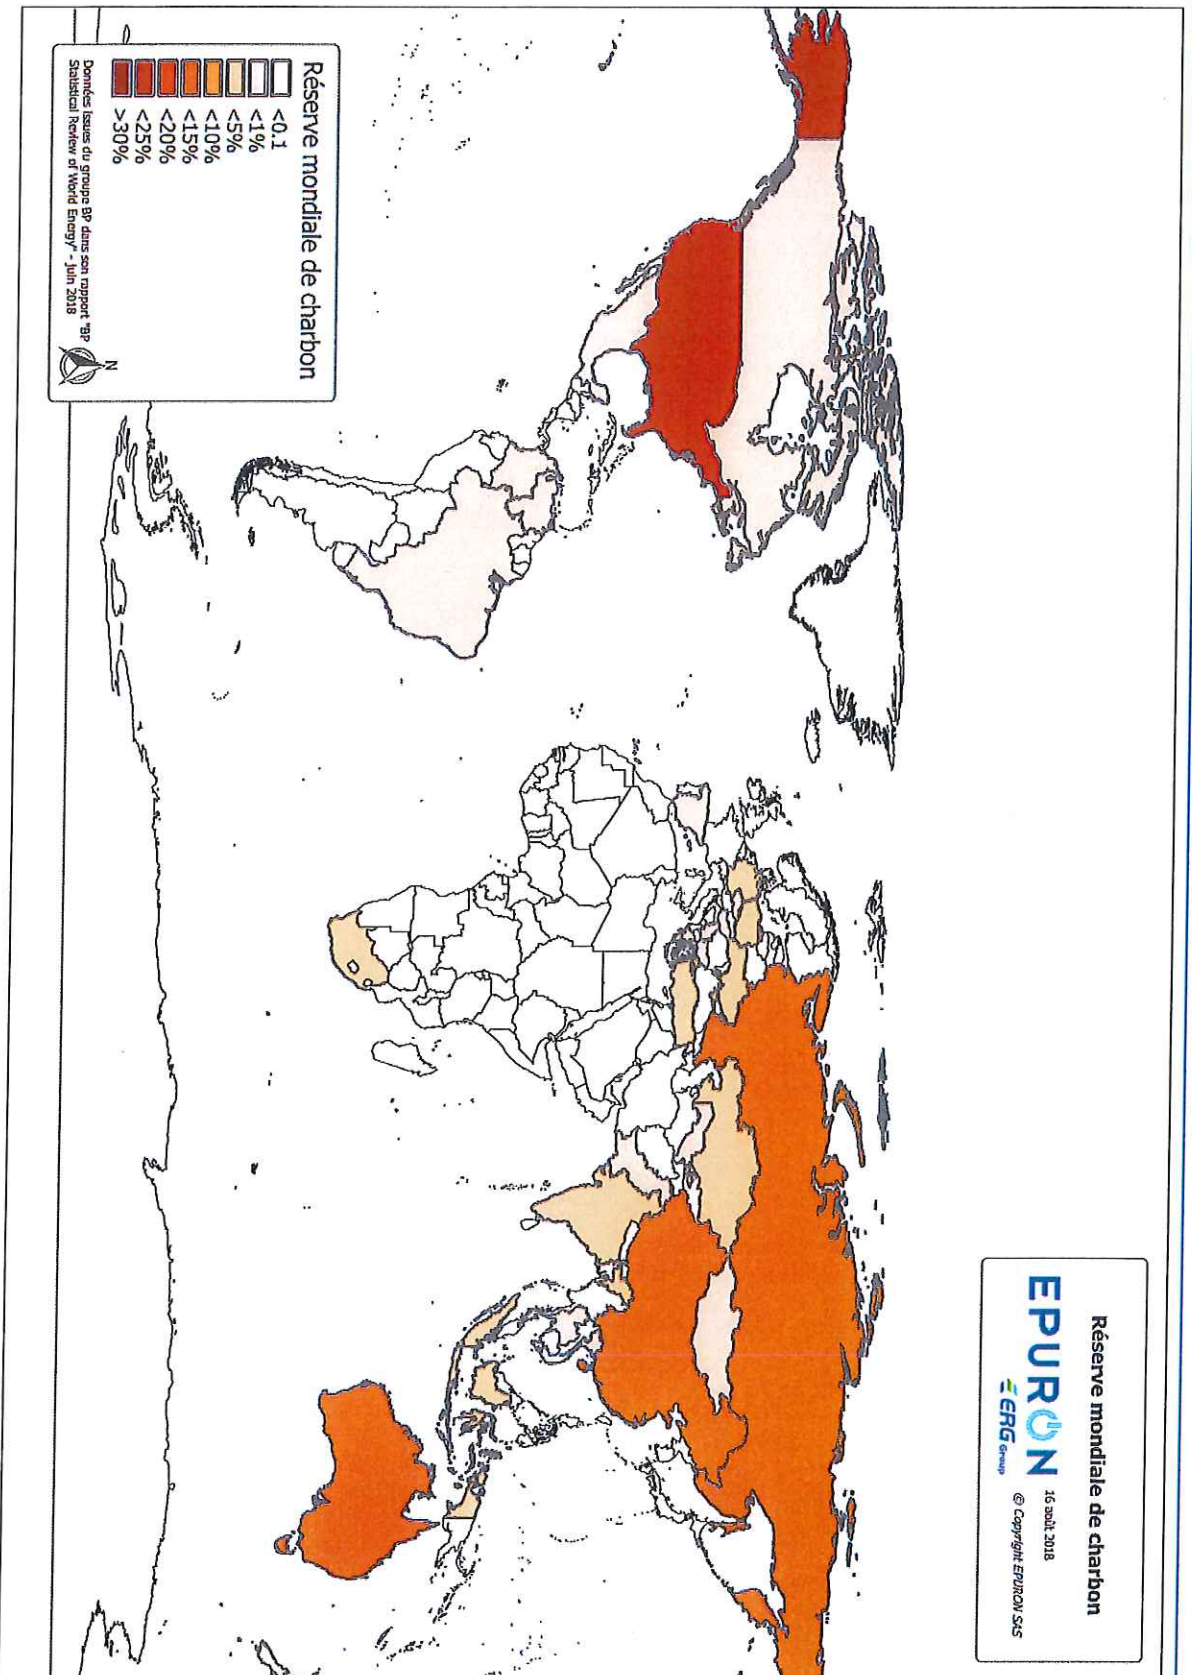 Réserve mondiale de charbon
EPURON
ERG Group
16 août 2018
© Copyright EPURON SAS
Réserve mondiale de charbon
<0.1
<1%
<5%
<10%
<15%
<20%
<25%
>30%
Données issues du groupe BP dans son rapport "BP
Statistical Review of World Energy" - juin 2018
N